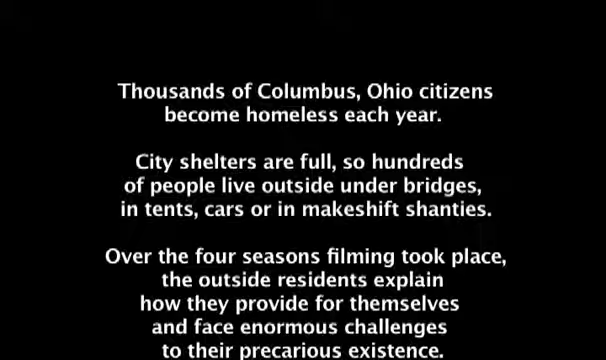 Thousands of Columbus, Ohio citizens
become homeless each year.
City shelters are full, so hundreds
of people live outside under bridges,
in tents, cars or in makeshift shanties.
Over the four seasons filming took place,
the outside residents explain
how they provide for themselves
and face enormous challenges
to their precarious existence.